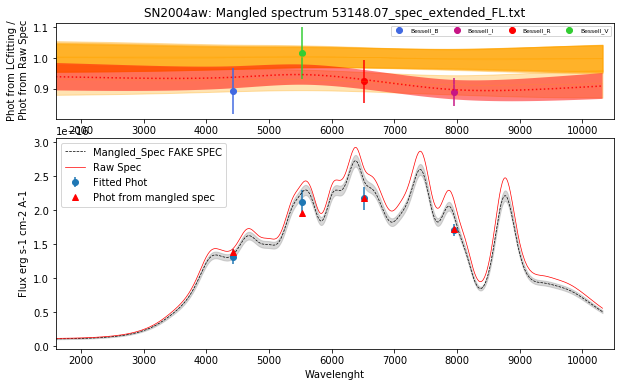 SN2004aw: Mangled spectrum 53148.07_spec_extended_FL.txt
Phot from LCfitting /
Phot from Raw Spec
1.1
1.0
0.9
Bessell_B
Bessell_I
Bessell_R
Bessell_V
2000 3000 4000 5000 6000 7000 8000 9000 10000
1e−16
Flux erg s-1 cm-2 A-1
3.0
2.5
2.0
1.5
1.0
0.5
0.0
Mangled_Spec FAKE SPEC
Raw Spec
Fitted Phot
Phot from mangled spec
2000 3000 4000 5000 6000 7000 8000 9000 10000
Wavelenght